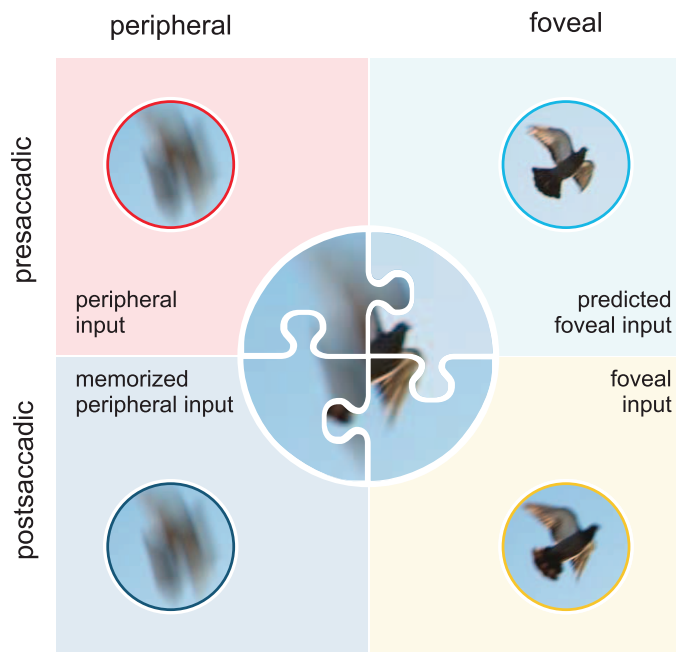 peripheral
foveal
presaccadic
peripheral
input
predicted
foveal input
memorized
peripheral input
foveal
input
postsaccadic